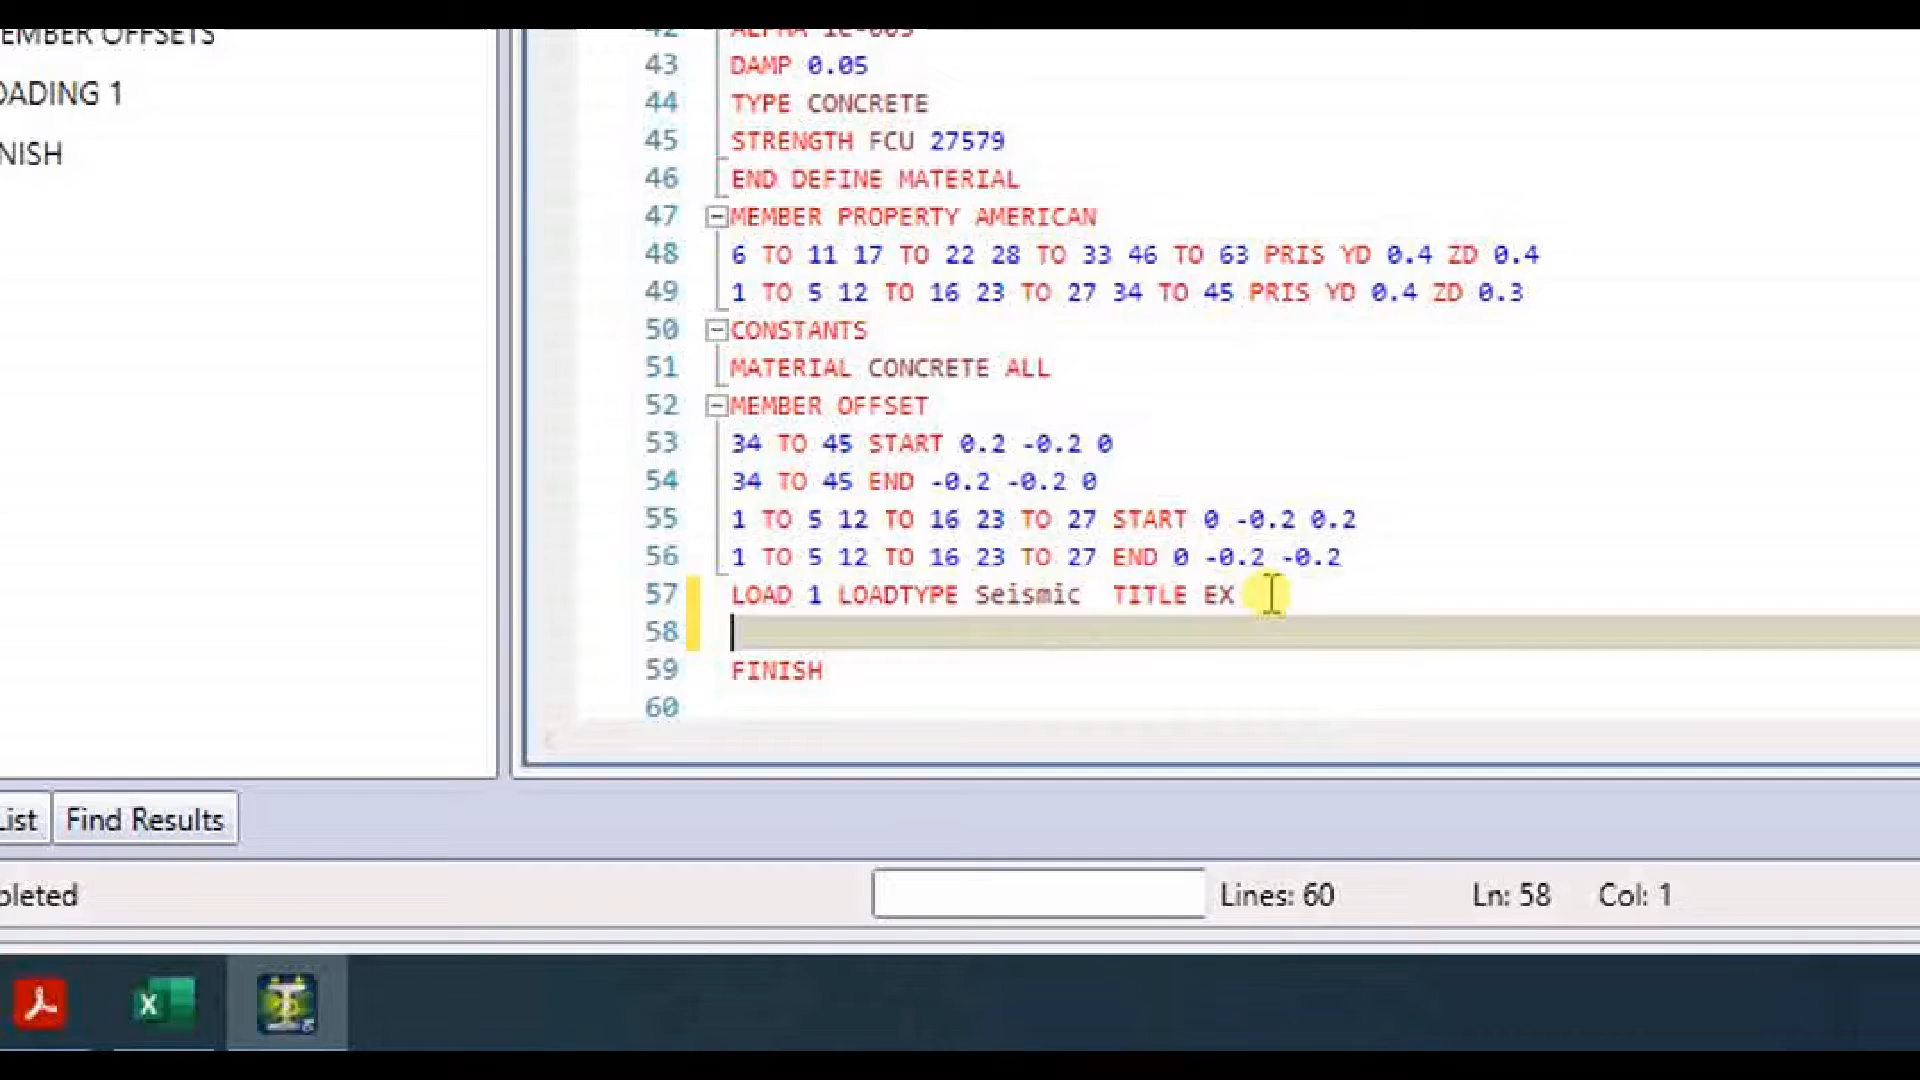 EMBER OFFSETS
OADING 1
NISH
42 ALPHA 1E-005
43 DAMP 0.05
44 TYPE CONCRETE
45 STRENGTH FCU 27579
46 END DEFINE MATERIAL
47 MEMBER PROPERTY AMERICAN
48 6 TO 11 17 TO 22 28 TO 33 46 TO 63 PRIS YD 0.4 ZD 0.4
49 1 TO 5 12 TO 16 23 TO 27 34 TO 45 PRIS YD 0.4 ZD 0.3
50 CONSTANTS
51 MATERIAL CONCRETE ALL
52 MEMBER OFFSET
53 34 TO 45 START 0.2 -0.2 0
54 34 TO 45 END -0.2 -0.2 0
55 1 TO 5 12 TO 16 23 TO 27 START 0 -0.2 0.2
56 1 TO 5 12 TO 16 23 TO 27 END 0 -0.2 -0.2
57 LOAD 1 LOADTYPE Seismic TITLE EX
58
59 FINISH
60
List Find Results
pleted Lines: 60 Ln: 58 Col: 1